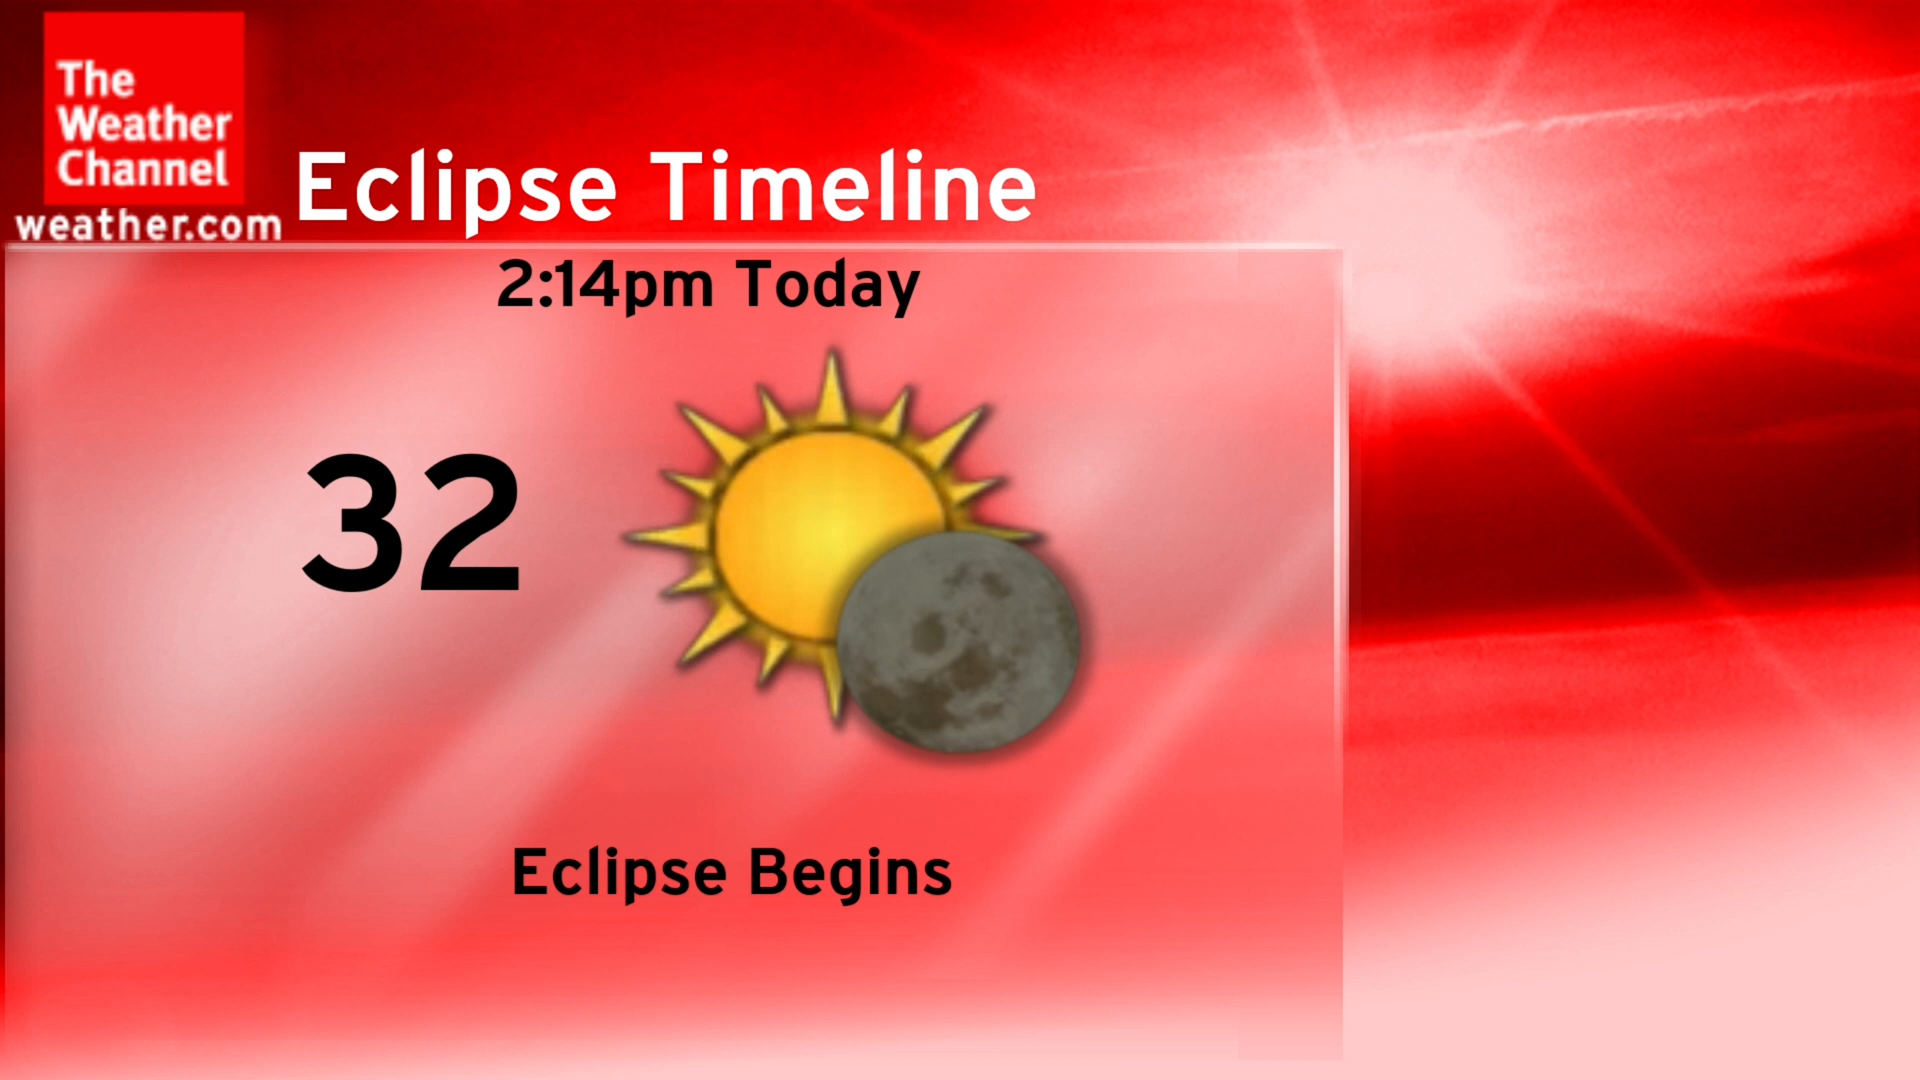 The
Weather
Channel
weather.com
Eclipse Timeline
2:14pm Today
32
Eclipse Begins